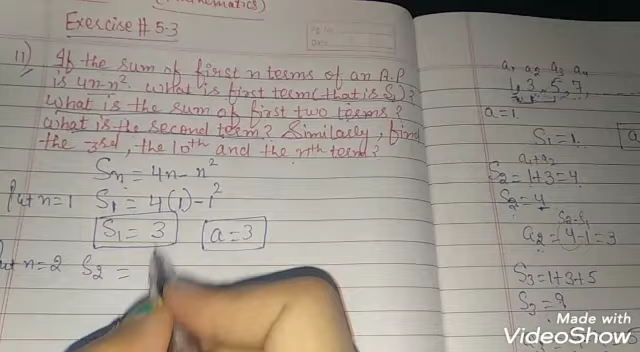 (Mathematics)
Exercise # 5.3
11) If the sum of first n terms of an A.P
is 4n-n². What is first term (that is S₁)?
What is the sum of first two terms?
What is the second term? Similarly, find
the 3rd, the 10th and the nth term?
Sn = 4n - n²
Put n=1 S₁ = 4(1) - 1²
S₁ = 3 a = 3
Put n=2 S₂ =
a₁ a₂ a₃ a₄
1, 3, 5, 7,
a = 1.
S₁ = 1.
a₁+a₂
S₂ = 1+3 = 4
S₂ = 4
S₂-S₁
a₂ = 4-1 = 3
S₃ = 1+3+5
S₃ = 9
Made with
VideoShow